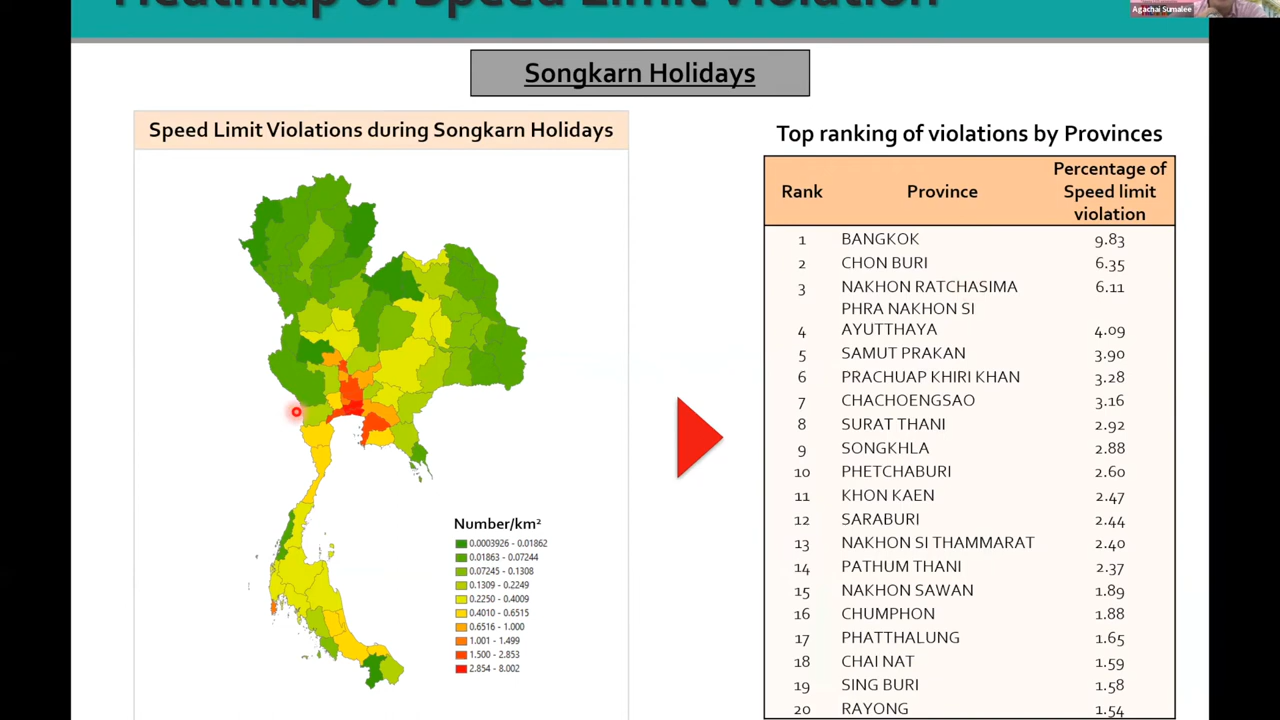 Heatmap of Speed Limit Violation
Agachai Sumalee
Songkarn Holidays
Speed Limit Violations during Songkarn Holidays
Number/km²
0.0003926 - 0.01862
0.01863 - 0.07244
0.07245 - 0.1308
0.1309 - 0.2249
0.2250 - 0.4009
0.4010 - 0.6515
0.6516 - 1.000
1.001 - 1.499
1.500 - 2.853
2.854 - 8.002
Top ranking of violations by Provinces
Rank Province Percentage of
Speed limit
violation
1 BANGKOK 9.83
2 CHON BURI 6.35
3 NAKHON RATCHASIMA 6.11
PHRA NAKHON SI
4 AYUTTHAYA 4.09
5 SAMUT PRAKAN 3.90
6 PRACHUAP KHIRI KHAN 3.28
7 CHACHOENGSAO 3.16
8 SURAT THANI 2.92
9 SONGKHLA 2.88
10 PHETCHABURI 2.60
11 KHON KAEN 2.47
12 SARABURI 2.44
13 NAKHON SI THAMMARAT 2.40
14 PATHUM THANI 2.37
15 NAKHON SAWAN 1.89
16 CHUMPHON 1.88
17 PHATTHALUNG 1.65
18 CHAI NAT 1.59
19 SING BURI 1.58
20 RAYONG 1.54